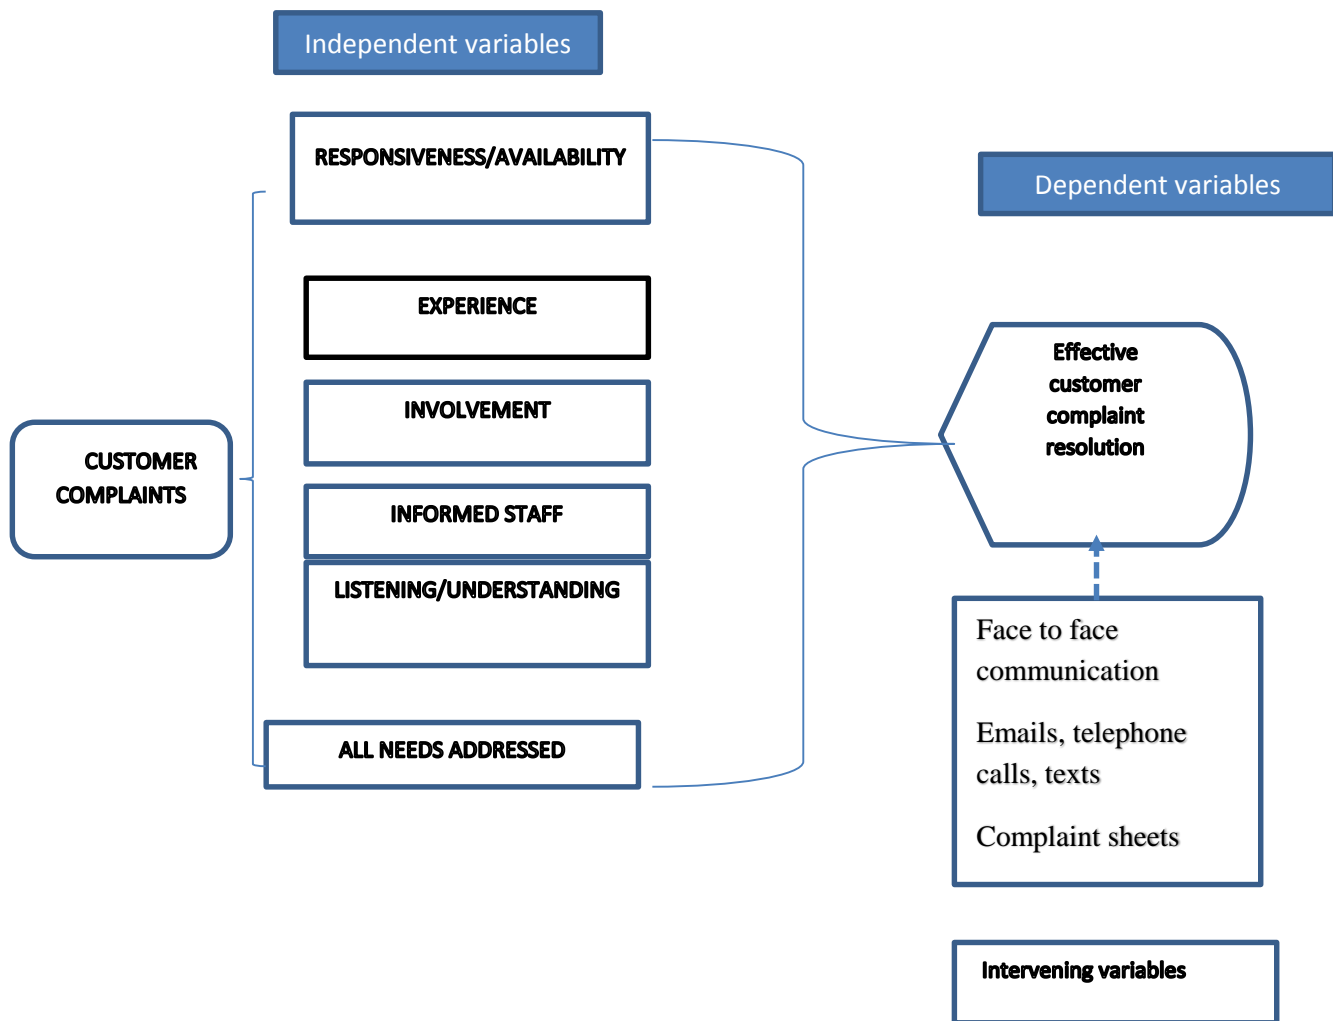 Independent variables
RESPONSIVENESS/AVAILABILITY
Dependent variables
EXPERIENCE
Effective
customer
complaint
resolution
INVOLVEMENT
CUSTOMER
COMPLAINTS
INFORMED STAFF
LISTENING/UNDERSTANDING
Face to face
communication
Emails, telephone
calls, texts
Complaint sheets
ALL NEEDS ADDRESSED
Intervening variables